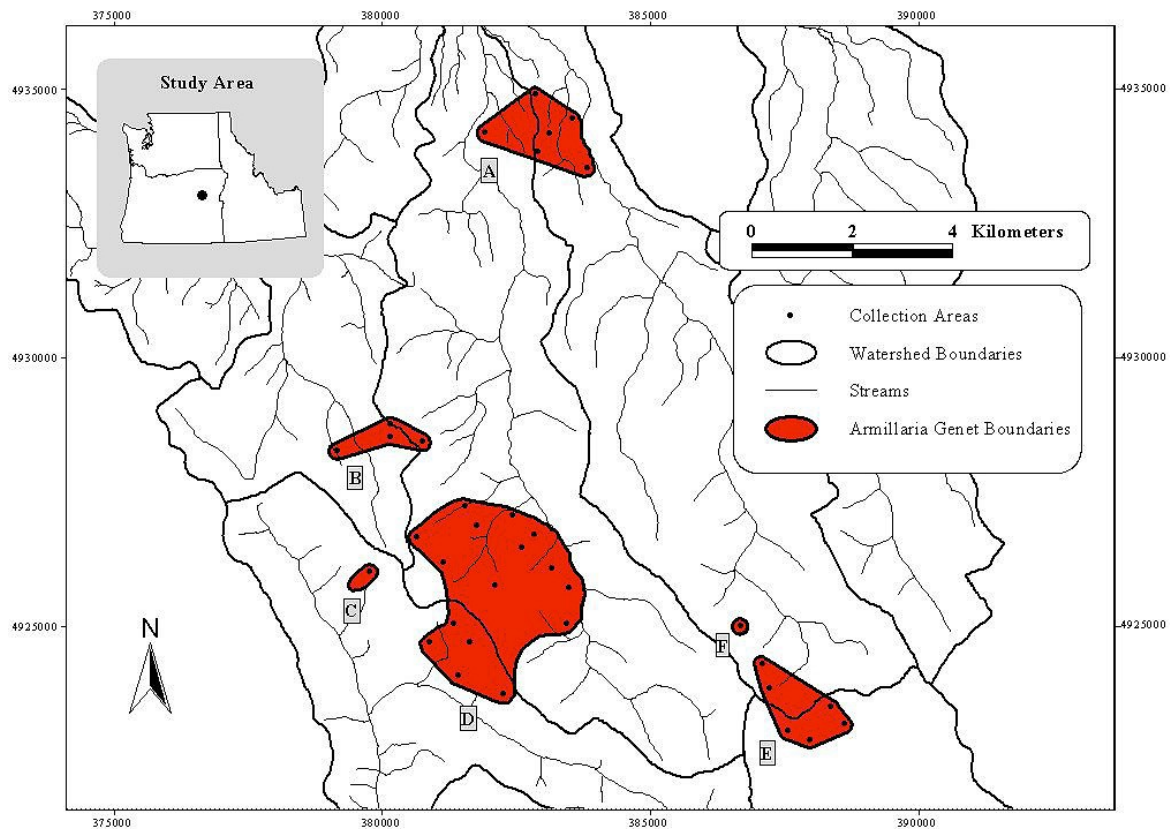 375000 380000 385000 390000
4935000 4935000
Study Area
A
0 2 4 Kilometers
Collection Areas
Watershed Boundaries
Streams
Armillaria Genet Boundaries
4930000 4930000
B
C
4925000 4925000
F
N
D
E
375000 380000 385000 390000